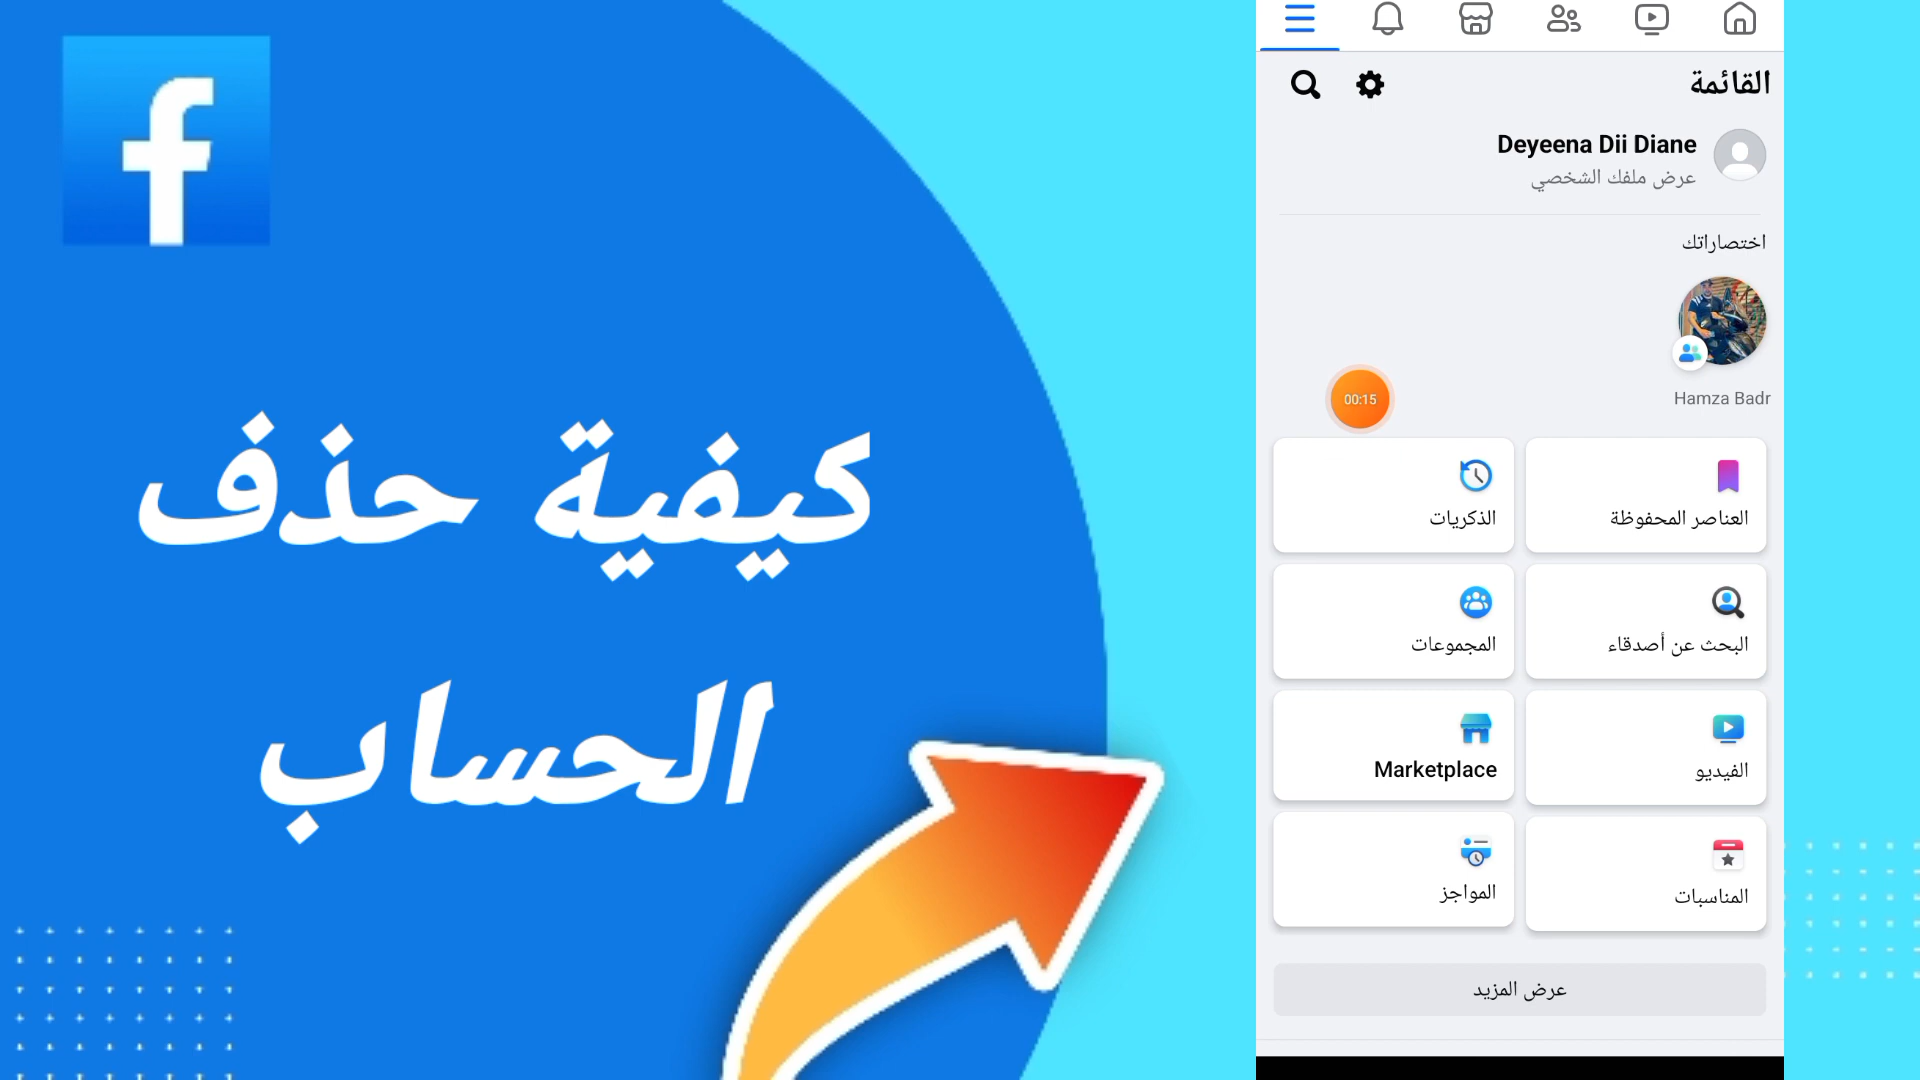 كيفية حذف
الحساب
القائمة
Deyeena Dii Diane
عرض ملفك الشخصي
اختصاراتك
Hamza Badr
00:15
العناصر المحفوظة
الذكريات
البحث عن أصدقاء
المجموعات
الفيديو
Marketplace
المناسبات
المواجز
عرض المزيد